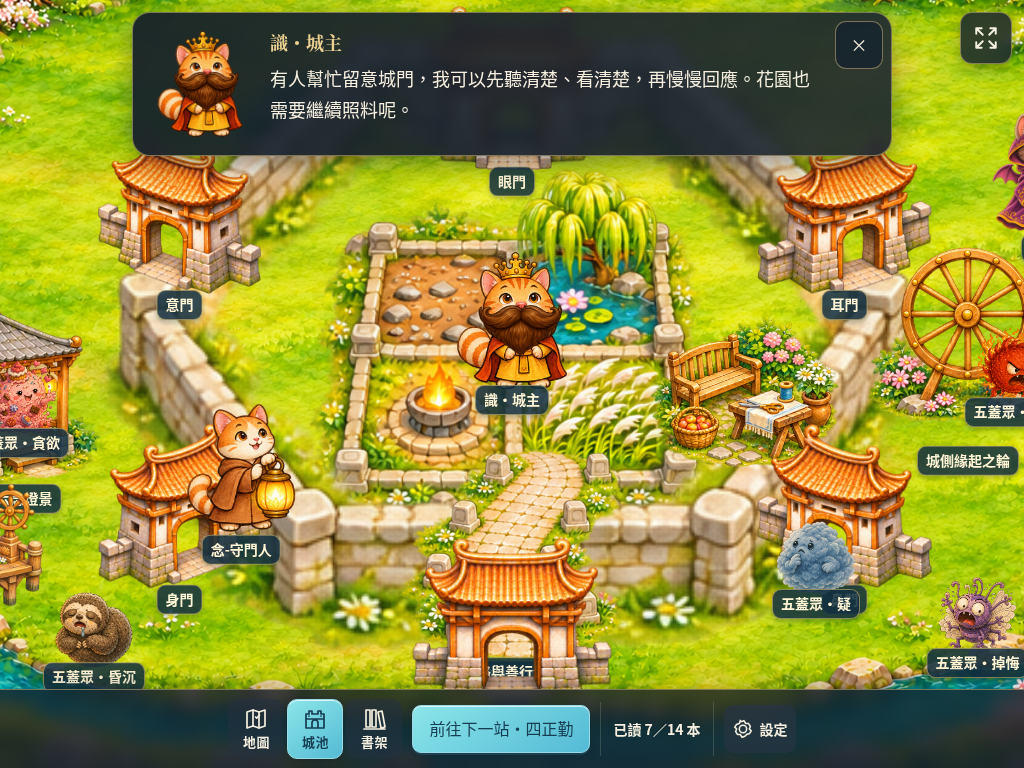 識・城主
有人幫忙留意城門，我可以先聽清楚、看清楚，再慢慢回應。花園也
需要繼續照料呢。
眼門
意門
耳門
識・城主
五蓋眾・
蓋眾・貪欲
城側緣起之輪
燈景
念-守門人
身門
五蓋眾・疑
五蓋眾・昏沉
與善行
五蓋眾・掉悔
地圖
城池
書架
前往下一站・四正勤
已讀 7／14 本
設定